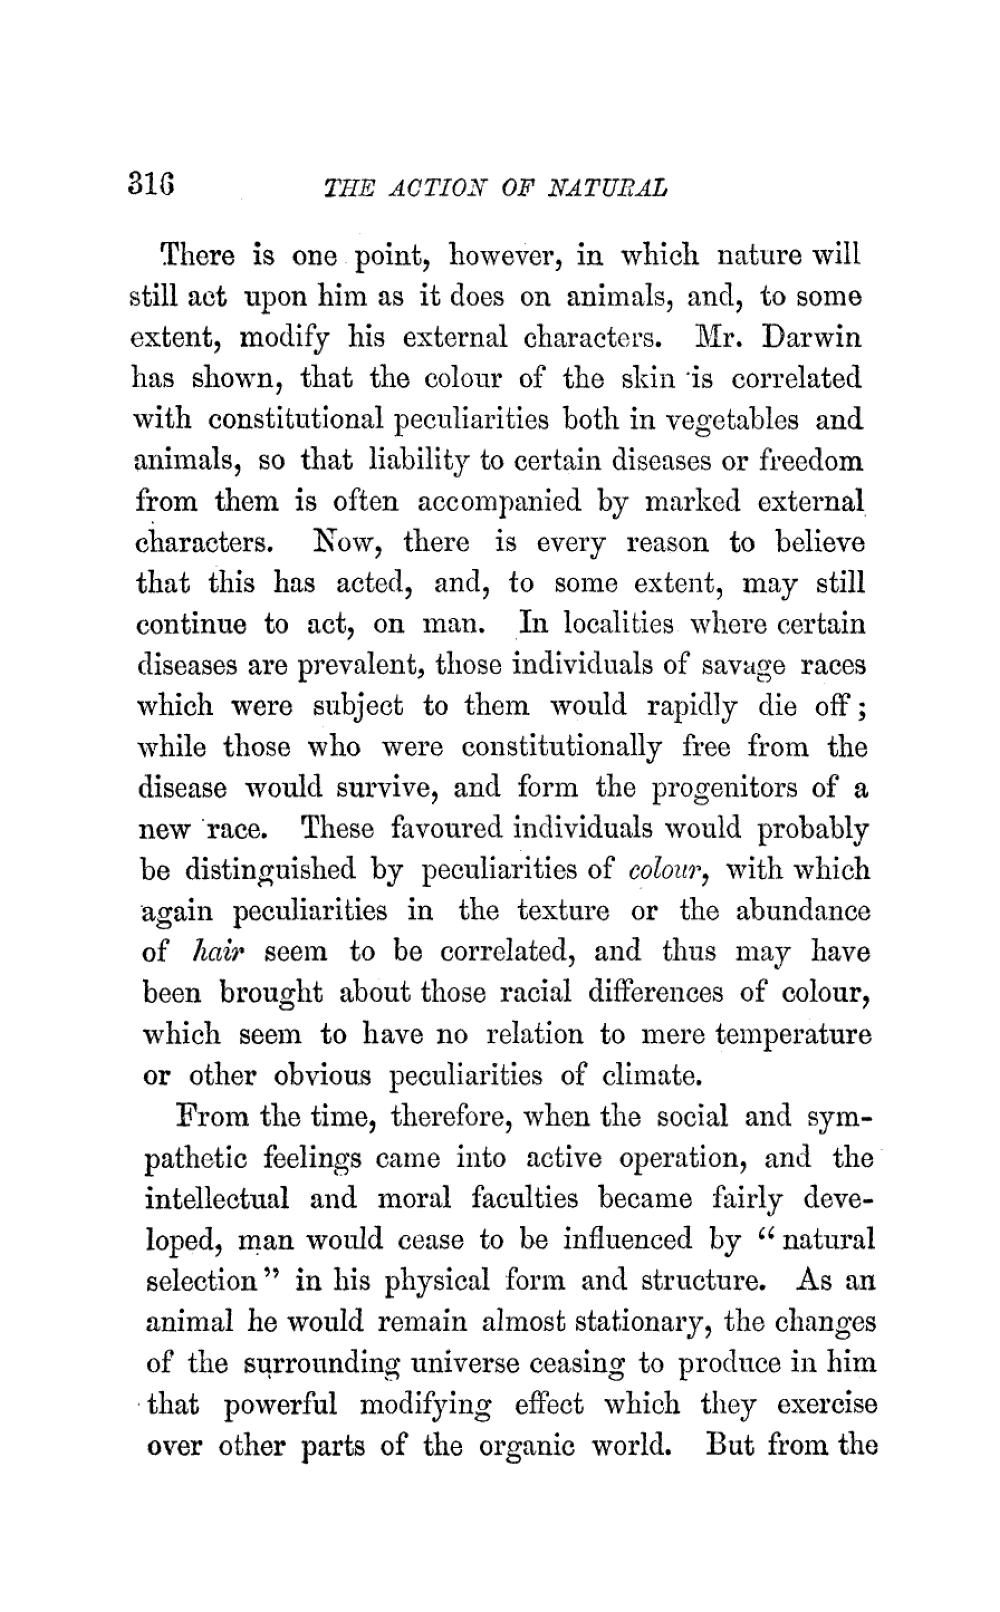 316 THE ACTION OF NATURAL
There is one point, however, in which nature will
still act upon him as it does on animals, and, to some
extent, modify his external characters. Mr. Darwin
has shown, that the colour of the skin is correlated
with constitutional peculiarities both in vegetables and
animals, so that liability to certain diseases or freedom
from them is often accompanied by marked external
characters. Now, there is every reason to believe
that this has acted, and, to some extent, may still
continue to act, on man. In localities where certain
diseases are prevalent, those individuals of savage races
which were subject to them would rapidly die off;
while those who were constitutionally free from the
disease would survive, and form the progenitors of a
new race. These favoured individuals would probably
be distinguished by peculiarities of colour, with which
again peculiarities in the texture or the abundance
of hair seem to be correlated, and thus may have
been brought about those racial differences of colour,
which seem to have no relation to mere temperature
or other obvious peculiarities of climate.
From the time, therefore, when the social and sym-
pathetic feelings came into active operation, and the
intellectual and moral faculties became fairly deve-
loped, man would cease to be influenced by “natural
selection” in his physical form and structure. As an
animal he would remain almost stationary, the changes
of the surrounding universe ceasing to produce in him
that powerful modifying effect which they exercise
over other parts of the organic world. But from the